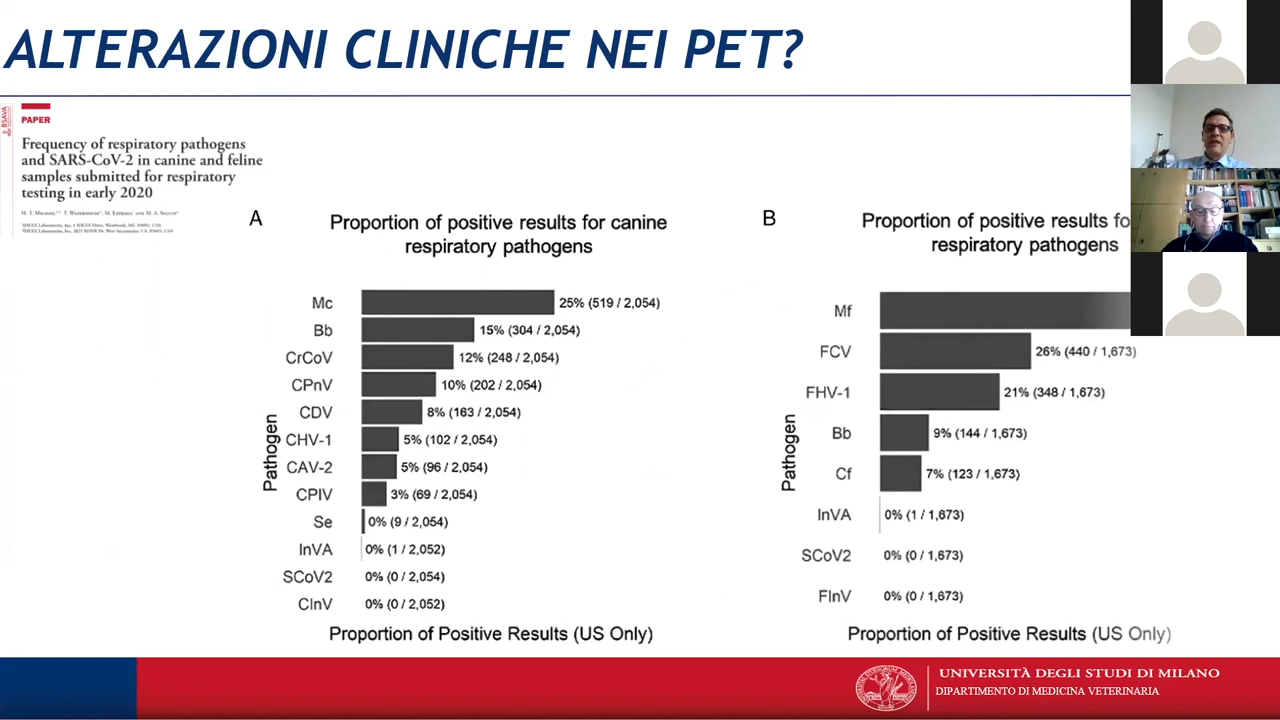 ALTERAZIONI CLINICHE NEI PET?
BSAVA
PAPER
Frequency of respiratory pathogens
and SARS-CoV-2 in canine and feline
samples submitted for respiratory
testing in early 2020
A
Proportion of positive results for canine
respiratory pathogens
Pathogen
Mc 25% (519 / 2,054)
Bb 15% (304 / 2,054)
CrCoV 12% (248 / 2,054)
CPnV 10% (202 / 2,054)
CDV 8% (163 / 2,054)
CHV-1 5% (102 / 2,054)
CAV-2 5% (96 / 2,054)
CPIV 3% (69 / 2,054)
Se 0% (9 / 2,054)
InVA 0% (1 / 2,052)
SCoV2 0% (0 / 2,054)
CInV 0% (0 / 2,052)
Proportion of Positive Results (US Only)
B
Proportion of positive results fo
respiratory pathogens
Pathogen
Mf
FCV 26% (440 / 1,673)
FHV-1 21% (348 / 1,673)
Bb 9% (144 / 1,673)
Cf 7% (123 / 1,673)
InVA 0% (1 / 1,673)
SCoV2 0% (0 / 1,673)
FInV 0% (0 / 1,673)
Proportion of Positive Results (US Only)
UNIVERSITÀ DEGLI STUDI DI MILANO
DIPARTIMENTO DI MEDICINA VETERINARIA